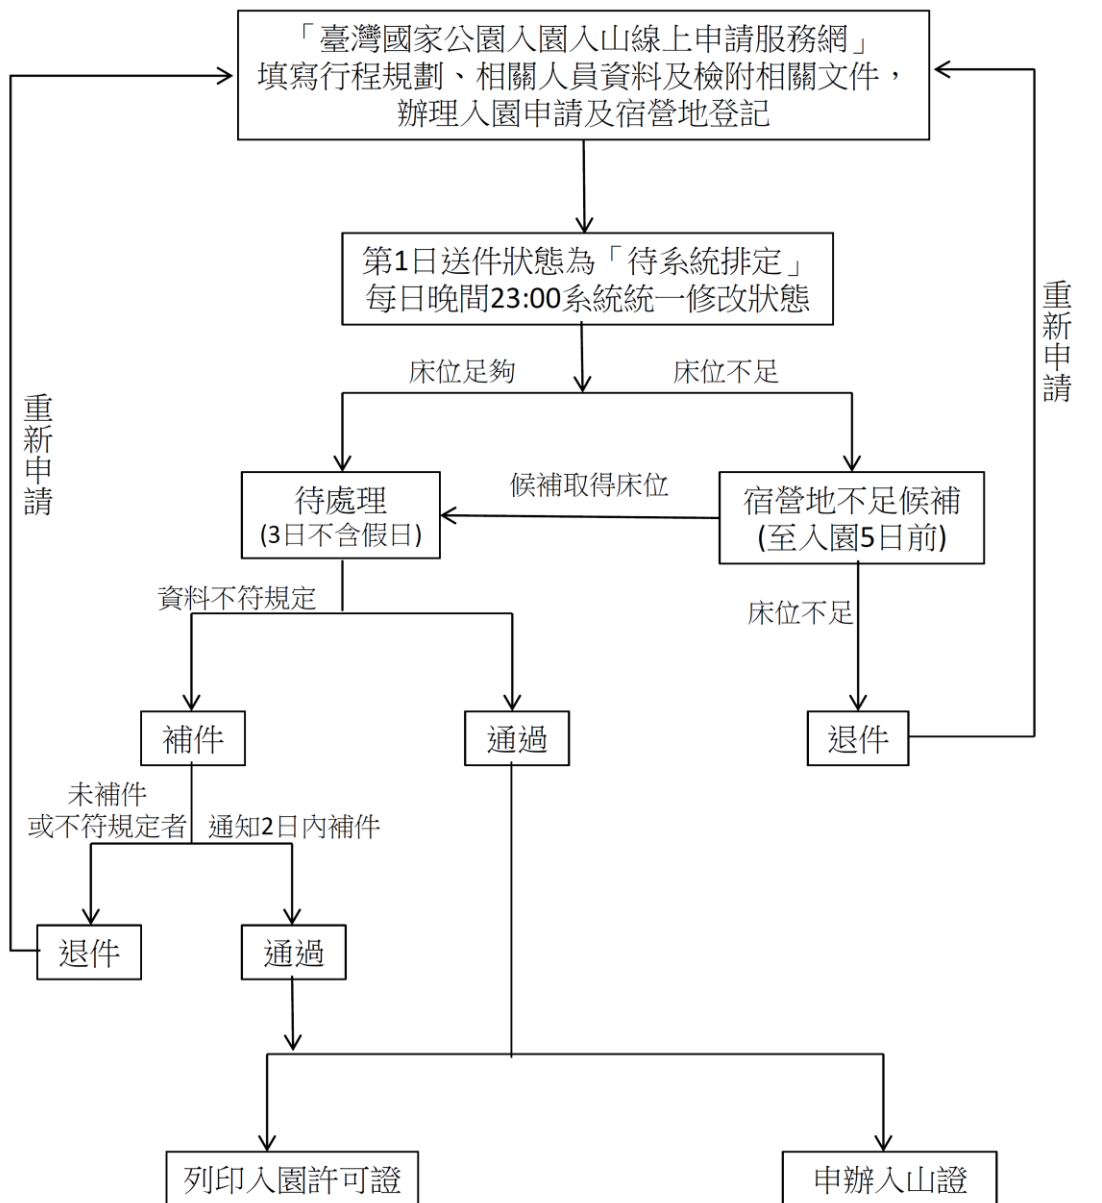 「臺灣國家公園入園入山線上申請服務網」
填寫行程規劃、相關人員資料及檢附相關文件，
辦理入園申請及宿營地登記
第1日送件狀態為「待系統排定」
每日晚間23:00系統統一修改狀態
重新申請
床位足夠
床位不足
重新申請
待處理
(3日不含假日)
候補取得床位
宿營地不足候補
(至入園5日前)
資料不符規定
床位不足
補件
通過
退件
未補件
或不符規定者
通知2日內補件
退件
通過
列印入園許可證
申辦入山證